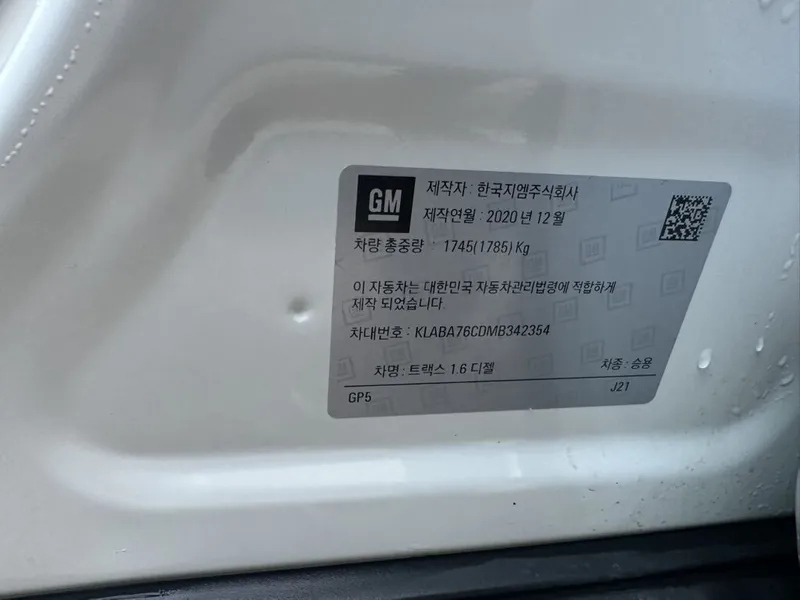 GM
제작자 : 한국지엠주식회사
제작연월 : 2020 년 12 월
차량 총중량 : 1745(1785) Kg
이 자동차는 대한민국 자동차관리법령에 적합하게
제작 되었습니다.
차대번호 : KLABA76CDMB342354
차명 : 트랙스 1.6 디젤 차종 : 승용
GP5 J21